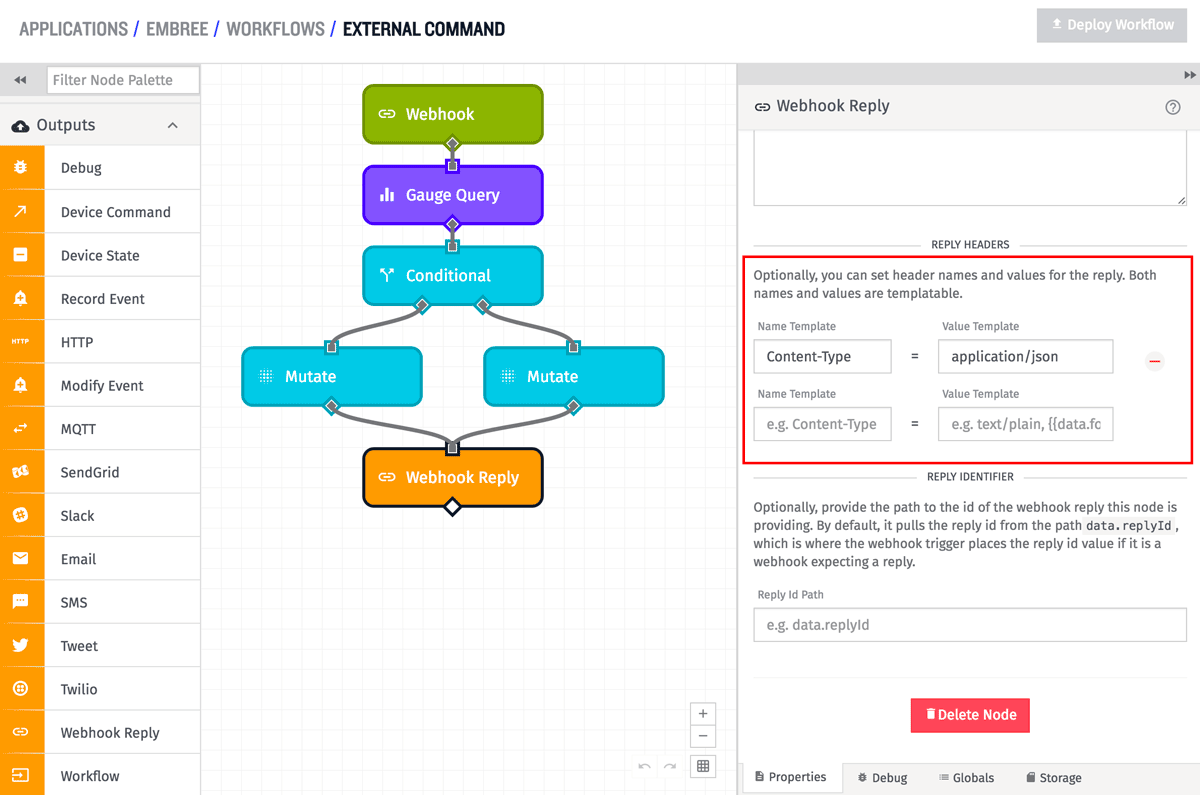 APPLICATIONS / EMBREE / WORKFLOWS / EXTERNAL COMMAND
Deploy Workflow
Filter Node Palette
Outputs
Debug
Device Command
Device State
Record Event
HTTP HTTP
Modify Event
MQTT
SendGrid
Slack
Email
SMS
Tweet
Twilio
Webhook Reply
Workflow
Webhook
Gauge Query
Conditional
Mutate
Mutate
Webhook Reply
Webhook Reply
REPLY HEADERS
Optionally, you can set header names and values for the reply. Both
names and values are templatable.
Name Template Value Template
Content-Type = application/json
Name Template Value Template
e.g. Content-Type = e.g. text/plain, {{data.fo
REPLY IDENTIFIER
Optionally, provide the path to the id of the webhook reply this node is
providing. By default, it pulls the reply id from the path data.replyId ,
which is where the webhook trigger places the reply id value if it is a
webhook expecting a reply.
Reply Id Path
e.g. data.replyId
Delete Node
Properties Debug Globals Storage